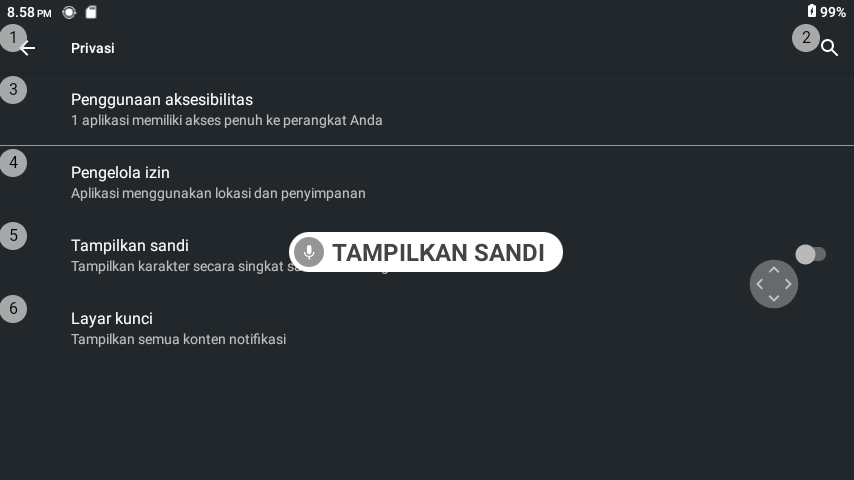 8.58 PM
99%
1
Privasi
2
3
Penggunaan aksesibilitas
1 aplikasi memiliki akses penuh ke perangkat Anda
4
Pengelola izin
Aplikasi menggunakan lokasi dan penyimpanan
5
Tampilkan sandi
TAMPILKAN SANDI
Tampilkan karakter secara singkat
6
Layar kunci
Tampilkan semua konten notifikasi